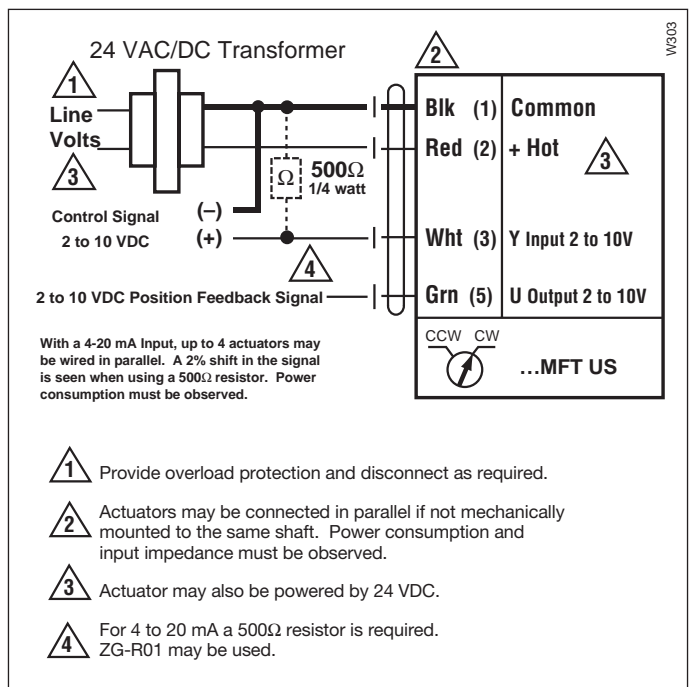 W303
24 VAC/DC Transformer
1
2
Line
Volts
3
Blk (1) Common
Red (2) + Hot
3
Ω
500Ω
1/4 watt
Control Signal
2 to 10 VDC
(–)
(+)
Wht (3) Y Input 2 to 10V
4
2 to 10 VDC Position Feedback Signal
Grn (5) U Output 2 to 10V
With a 4-20 mA Input, up to 4 actuators may
be wired in parallel. A 2% shift in the signal
is seen when using a 500Ω resistor. Power
consumption must be observed.
CCW CW
...MFT US
1 Provide overload protection and disconnect as required.
2 Actuators may be connected in parallel if not mechanically
mounted to the same shaft. Power consumption and
input impedance must be observed.
3 Actuator may also be powered by 24 VDC.
4 For 4 to 20 mA a 500Ω resistor is required.
ZG-R01 may be used.